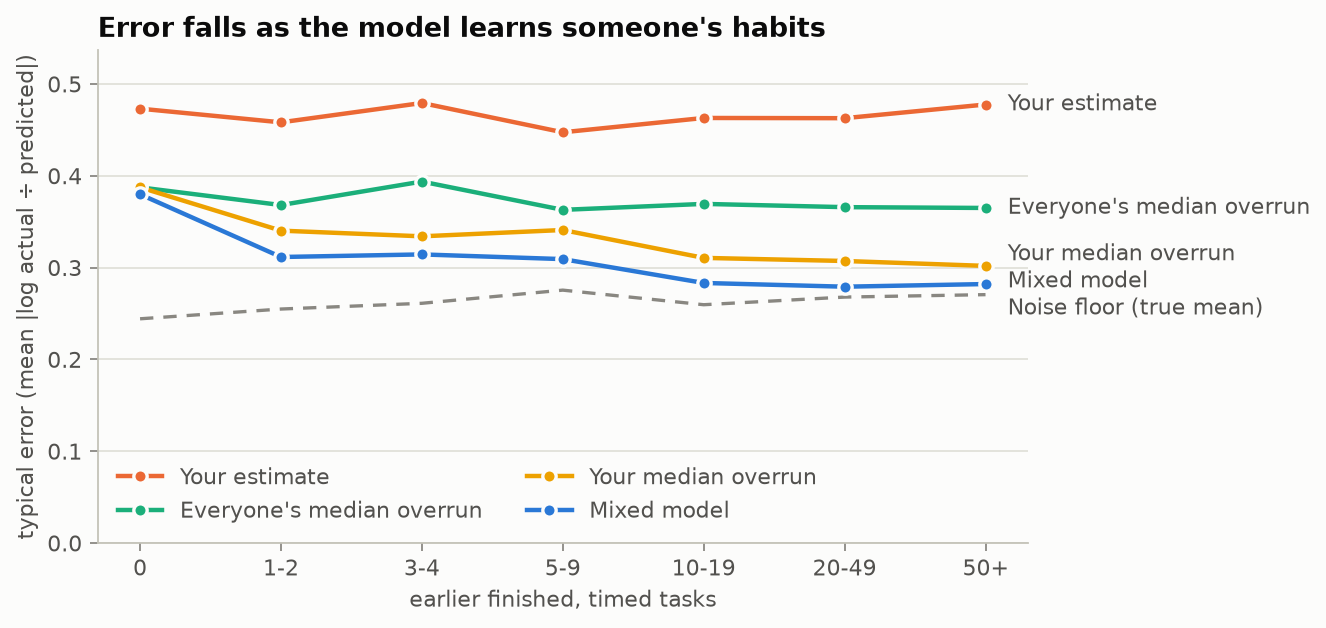 Error falls as the model learns someone's habits
typical error (mean |log actual ÷ predicted|)
0.5
0.4
0.3
0.2
0.1
0.0
Your estimate
Everyone's median overrun
Your median overrun
Mixed model
Noise floor (true mean)
Your estimate
Everyone's median overrun
Your median overrun
Mixed model
0 1-2 3-4 5-9 10-19 20-49 50+
earlier finished, timed tasks